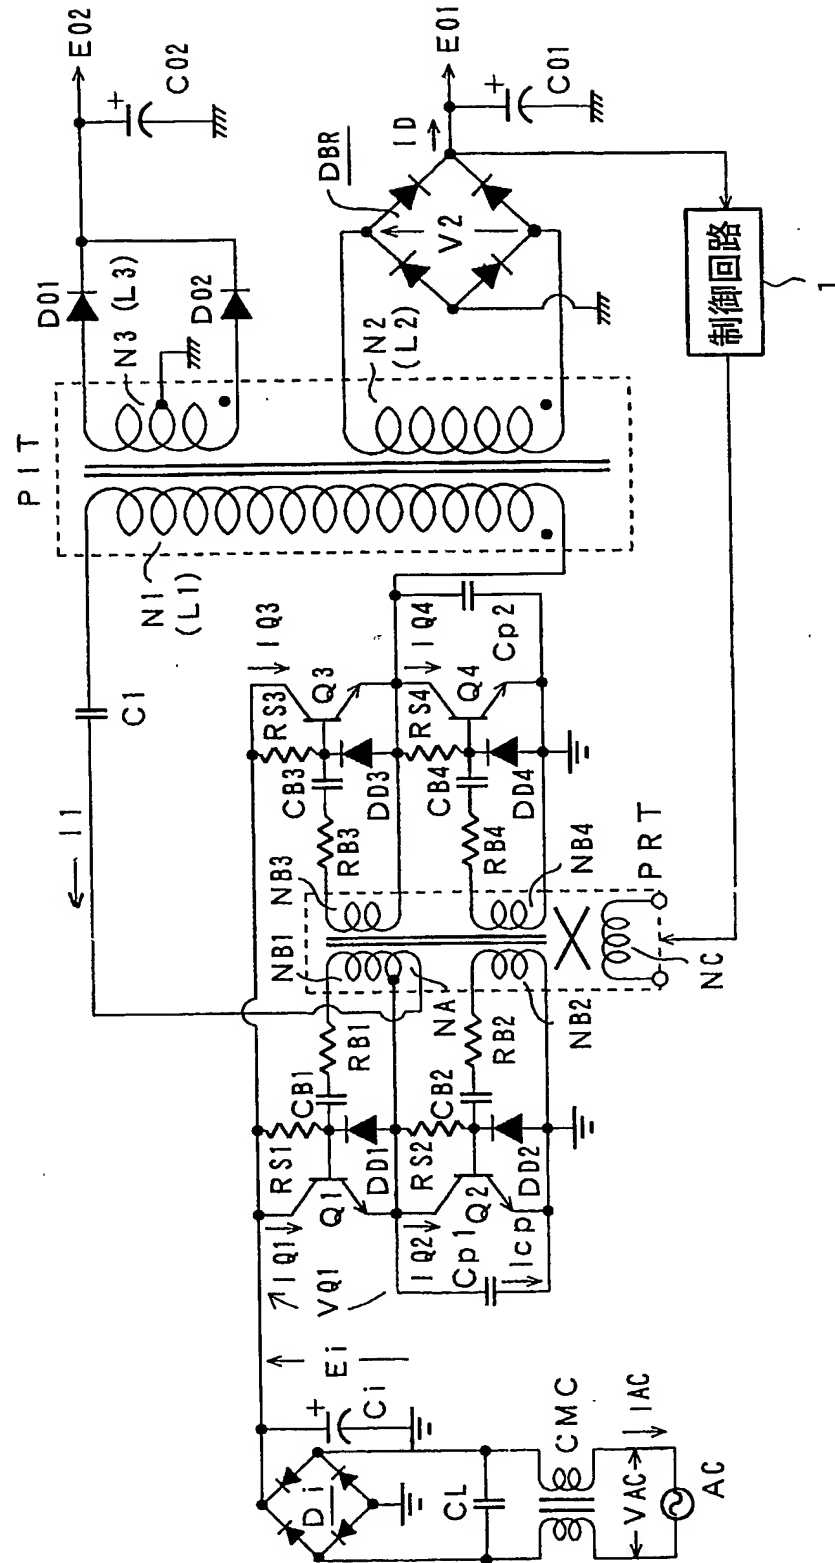 E02
C02
+
D01
N3 (L3)
D02
PIT
N1
(L1)
N2
(L2)
E01
C01
+
ID
DBR
V2
制御回路
1
C1
I1
IQ3
RS3
Q3
CB3
DD3
RB3
NB3
IQ4
Cp2
RS4
Q4
CB4
DD4
RB4
NB4
PRT
NC
NB1
NA
NB2
RB1
CB1
RS1
DD1
Q1
IQ1
VQ1
RB2
CB2
RS2
DD2
Q2
IQ2
Cp1
Icp
Ei
Ci
+
Di
CL
CMC
VAC
IAC
AC